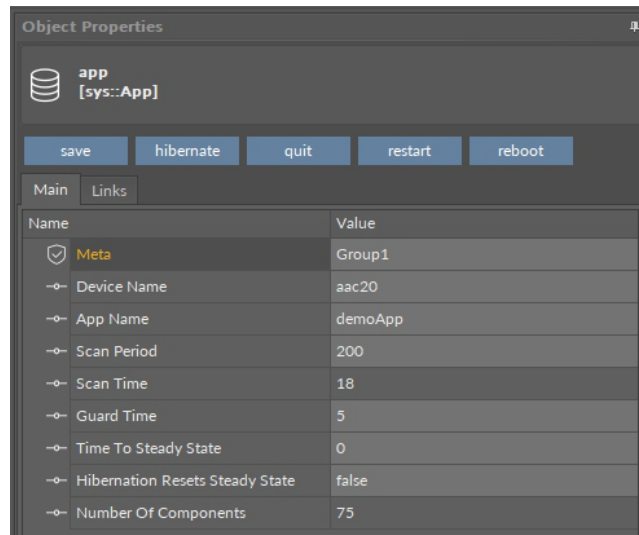 Object Properties
app
[sys::App]
save hibernate quit restart reboot
Main Links
Name Value
Meta Group1
Device Name aac20
App Name demoApp
Scan Period 200
Scan Time 18
Guard Time 5
Time To Steady State 0
Hibernation Resets Steady State false
Number Of Components 75